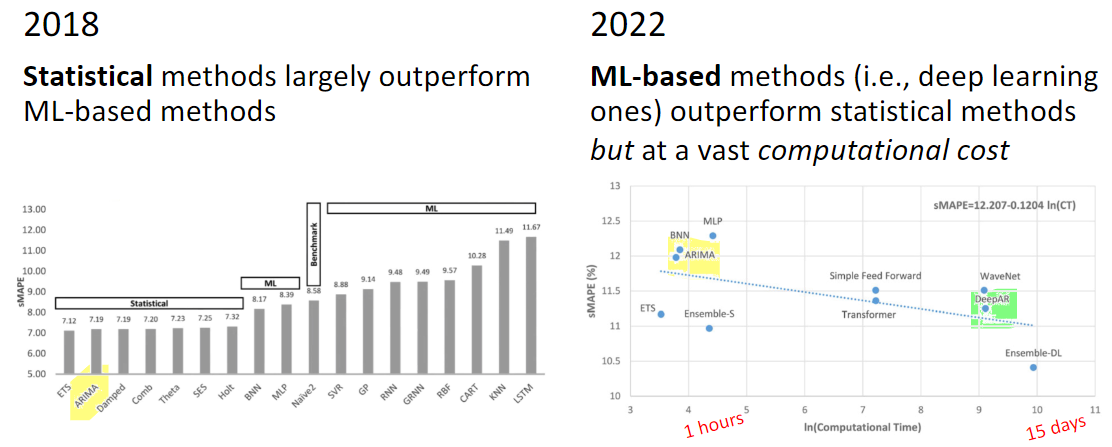 2018
Statistical methods largely outperform
ML-based methods
13.00
12.00
11.00
10.00
9.00
8.00
7.00
6.00
5.00
sMAPE
Statistical
ML
Benchmark
ML
7.12
7.19
7.19
7.20
7.23
7.25
7.32
8.17
8.39
8.58
8.88
9.14
9.48
9.49
9.57
10.28
11.49
11.67
ETS
ARIMA
Damped
Comb
Theta
SES
Holt
BNN
MLP
Naive2
SVR
GP
RNN
GRNN
RBF
CART
KNN
LSTM
2022
ML-based methods (i.e., deep learning
ones) outperform statistical methods
but at a vast computational cost
sMAPE=12.207-0.1204 ln(CT)
13
12.5
12
11.5
11
10.5
10
sMAPE (%)
MLP
BNN
ARIMA
Simple Feed Forward
WaveNet
DeepAR
ETS
Ensemble-S
Transformer
Ensemble-DL
3
4
5
6
7
8
9
10
11
1 hours
ln(Computational Time)
15 days